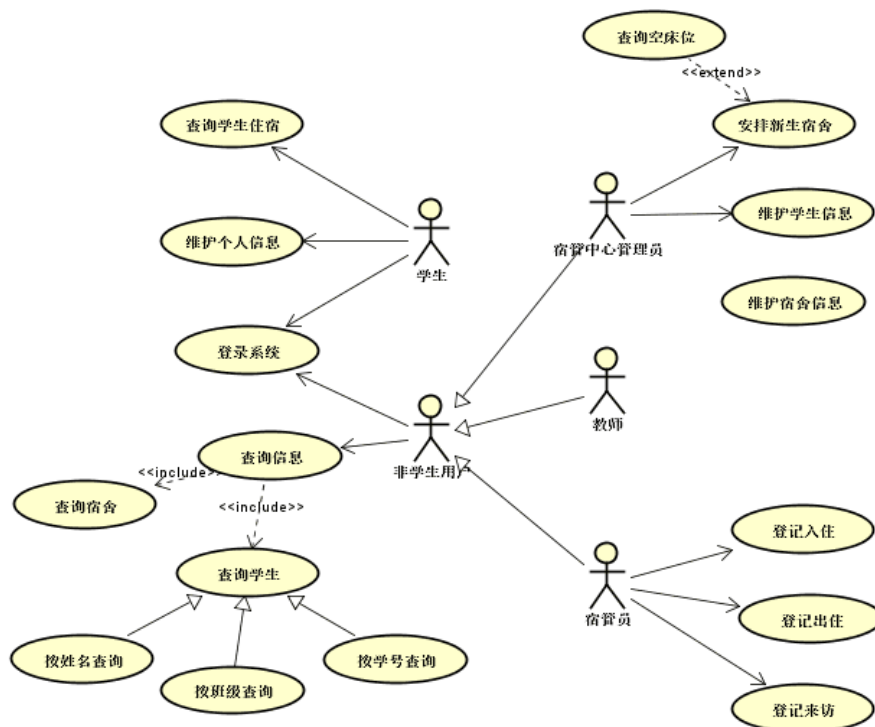 查询空床位
<<extend>>
查询学生住宿
安排新生宿舍
维护个人信息
学生
宿管中心管理员
维护学生信息
维护宿舍信息
登录系统
教师
查询信息
非学生用户
<<include>>
查询宿舍
<<include>>
查询学生
登记入住
宿管员
登记出住
按姓名查询
按班级查询
按学号查询
登记来访